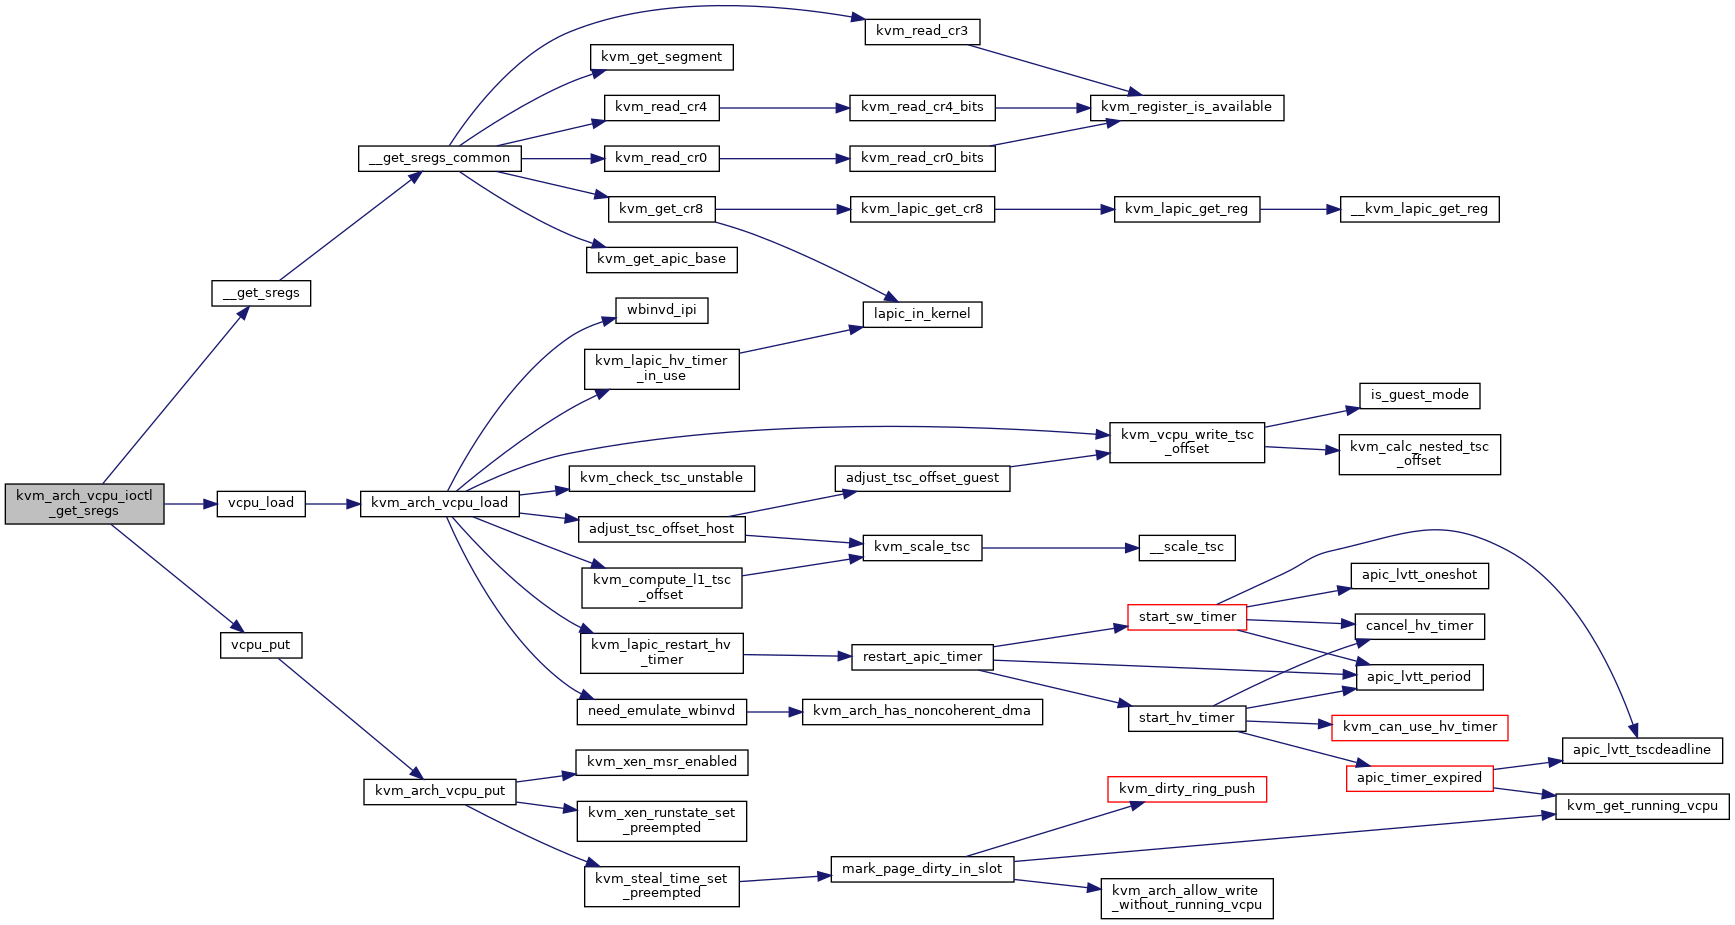 kvm_read_cr3
kvm_get_segment
kvm_read_cr4
kvm_read_cr4_bits
kvm_register_is_available
__get_sregs_common
kvm_read_cr0
kvm_read_cr0_bits
kvm_get_cr8
kvm_lapic_get_cr8
kvm_lapic_get_reg
__kvm_lapic_get_reg
kvm_get_apic_base
__get_sregs
wbinvd_ipi
lapic_in_kernel
kvm_lapic_hv_timer
_in_use
is_guest_mode
kvm_vcpu_write_tsc
_offset
kvm_calc_nested_tsc
_offset
kvm_check_tsc_unstable
adjust_tsc_offset_guest
kvm_arch_vcpu_ioctl
_get_sregs
vcpu_load
kvm_arch_vcpu_load
adjust_tsc_offset_host
kvm_scale_tsc
__scale_tsc
kvm_compute_l1_tsc
_offset
apic_lvtt_oneshot
start_sw_timer
cancel_hv_timer
vcpu_put
kvm_lapic_restart_hv
_timer
restart_apic_timer
apic_lvtt_period
need_emulate_wbinvd
kvm_arch_has_noncoherent_dma
start_hv_timer
kvm_can_use_hv_timer
apic_lvtt_tscdeadline
kvm_xen_msr_enabled
apic_timer_expired
kvm_arch_vcpu_put
kvm_dirty_ring_push
kvm_get_running_vcpu
kvm_xen_runstate_set
_preempted
mark_page_dirty_in_slot
kvm_steal_time_set
_preempted
kvm_arch_allow_write
_without_running_vcpu